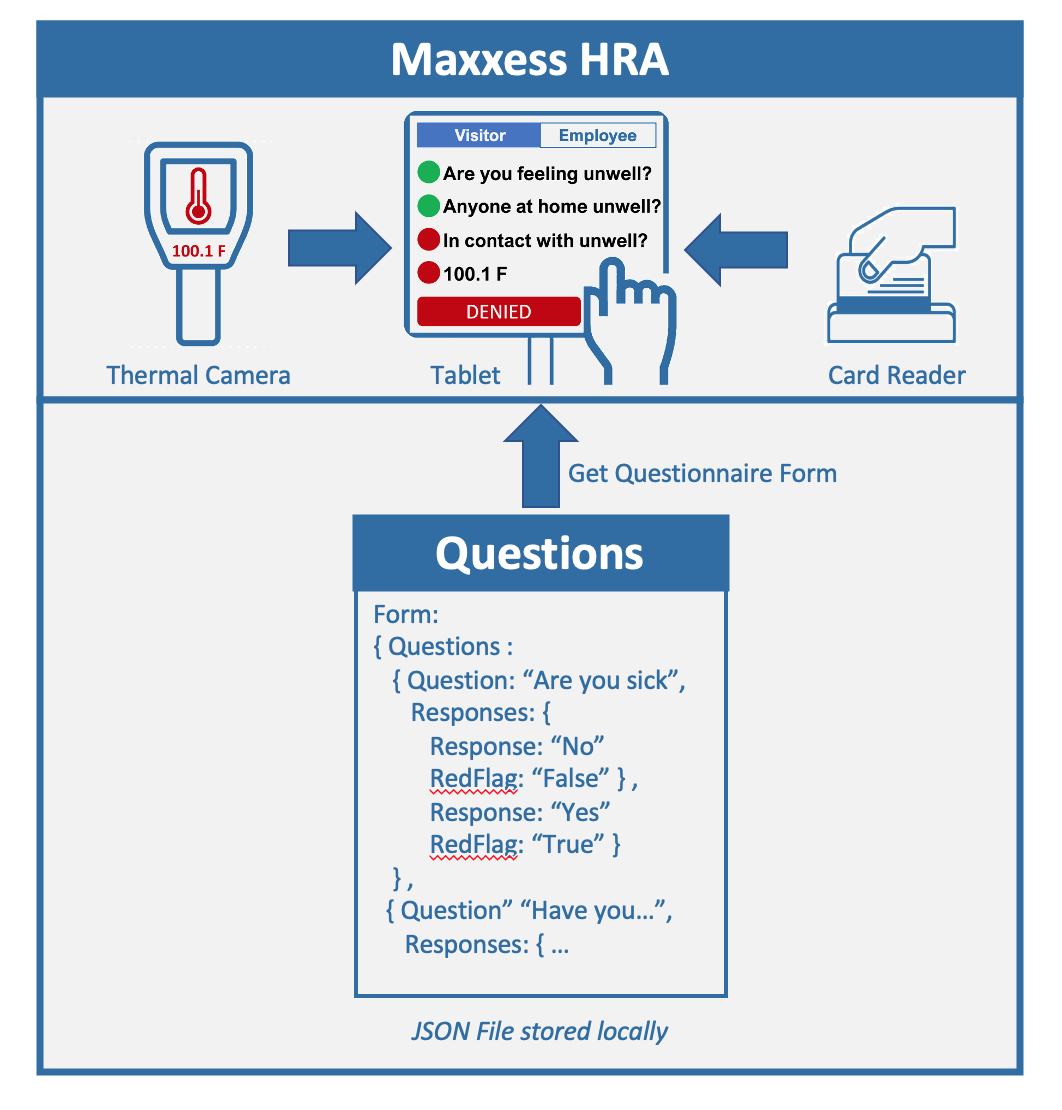 Maxxess HRA
Visitor
Employee
Are you feeling unwell?
Anyone at home unwell?
In contact with unwell?
100.1 F
DENIED
100.1 F
Thermal Camera
Tablet
Card Reader
Get Questionnaire Form
Questions
Form:
{ Questions :
{ Question: “Are you sick”,
Responses: {
Response: “No”
RedFlag: “False” } ,
Response: “Yes”
RedFlag: “True” }
} ,
{ Question” “Have you...”,
Responses: { ...
JSON File stored locally